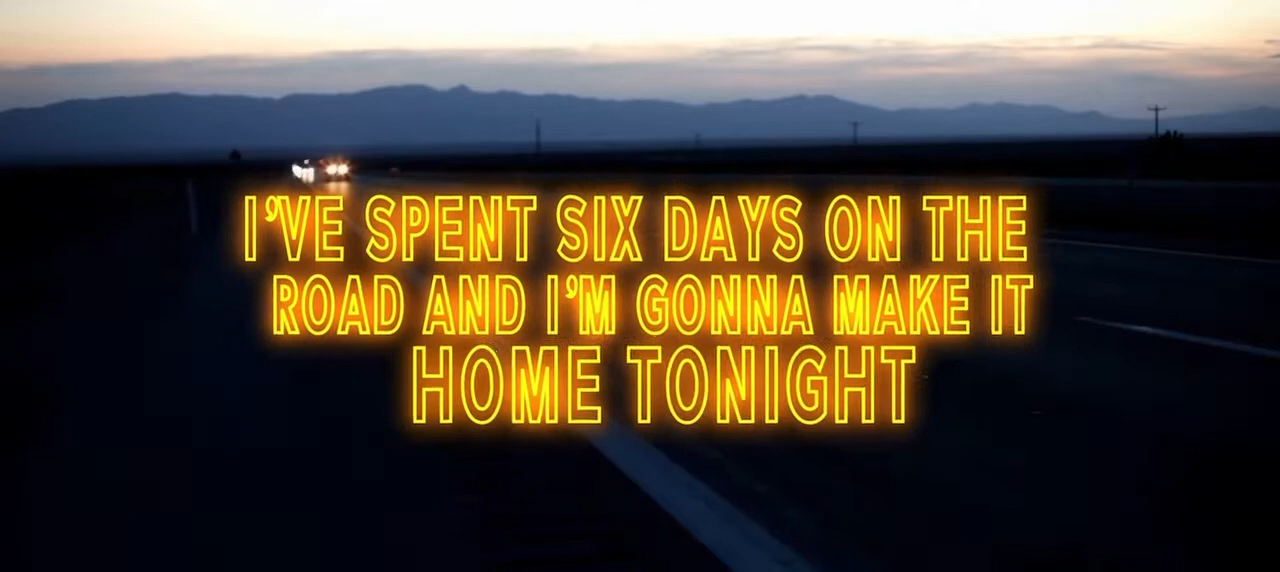 I'VE SPENT SIX DAYS ON THE
ROAD AND I'M GONNA MAKE IT
HOME TONIGHT